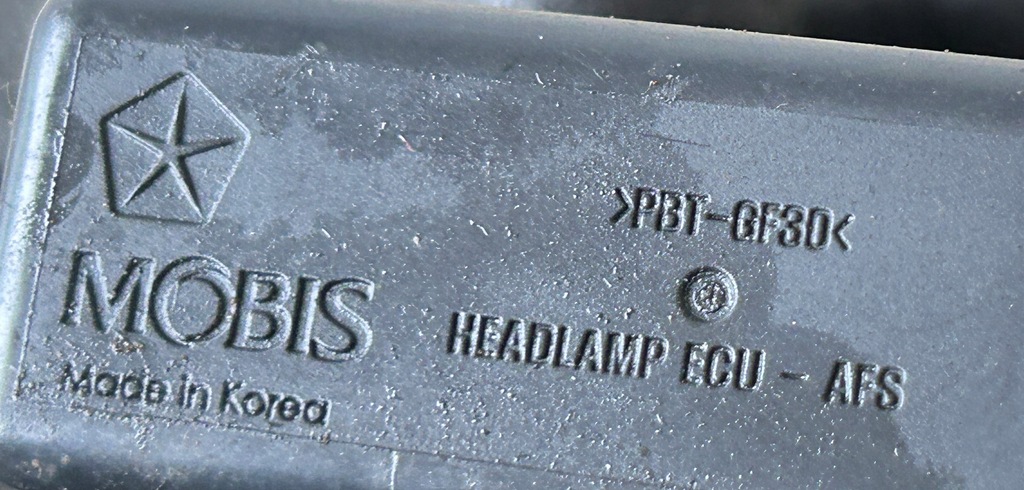 MOBIS
Made in Korea
>PBT-GF30<
HEADLAMP ECU - AFS